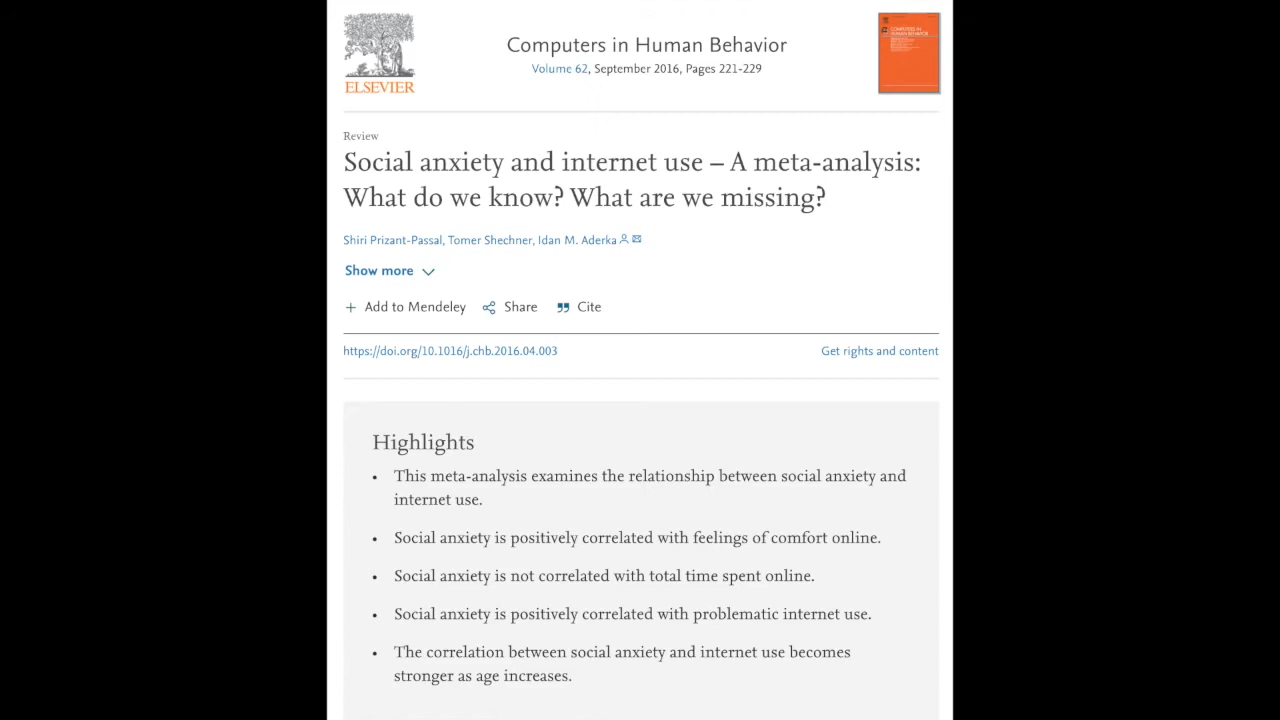 ELSEVIER
Computers in Human Behavior
Volume 62, September 2016, Pages 221-229
COMPUTERS IN
HUMAN BEHAVIOR
Review
Social anxiety and internet use – A meta-analysis:
What do we know? What are we missing?
Shiri Prizant-Passal, Tomer Shechner, Idan M. Aderka
Show more
Add to Mendeley Share Cite
https://doi.org/10.1016/j.chb.2016.04.003 Get rights and content
Highlights
• This meta-analysis examines the relationship between social anxiety and
internet use.
• Social anxiety is positively correlated with feelings of comfort online.
• Social anxiety is not correlated with total time spent online.
• Social anxiety is positively correlated with problematic internet use.
• The correlation between social anxiety and internet use becomes
stronger as age increases.